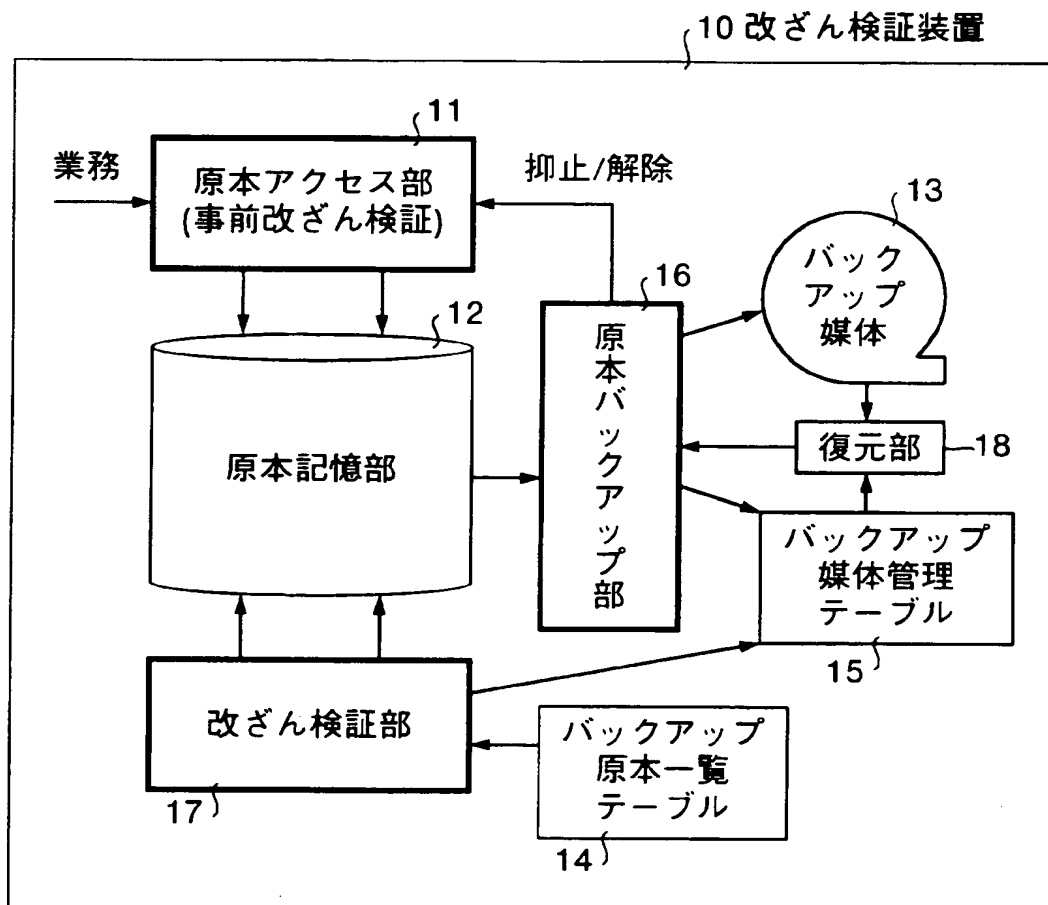 10 改ざん検証装置
11
業務
原本アクセス部
(事前改ざん検証)
抑止/解除
13
バック
アップ
媒体
12
16
原本バックアップ部
原本記憶部
復元部
18
バックアップ
媒体管理
テーブル
15
改ざん検証部
17
バックアップ
原本一覧
テーブル
14